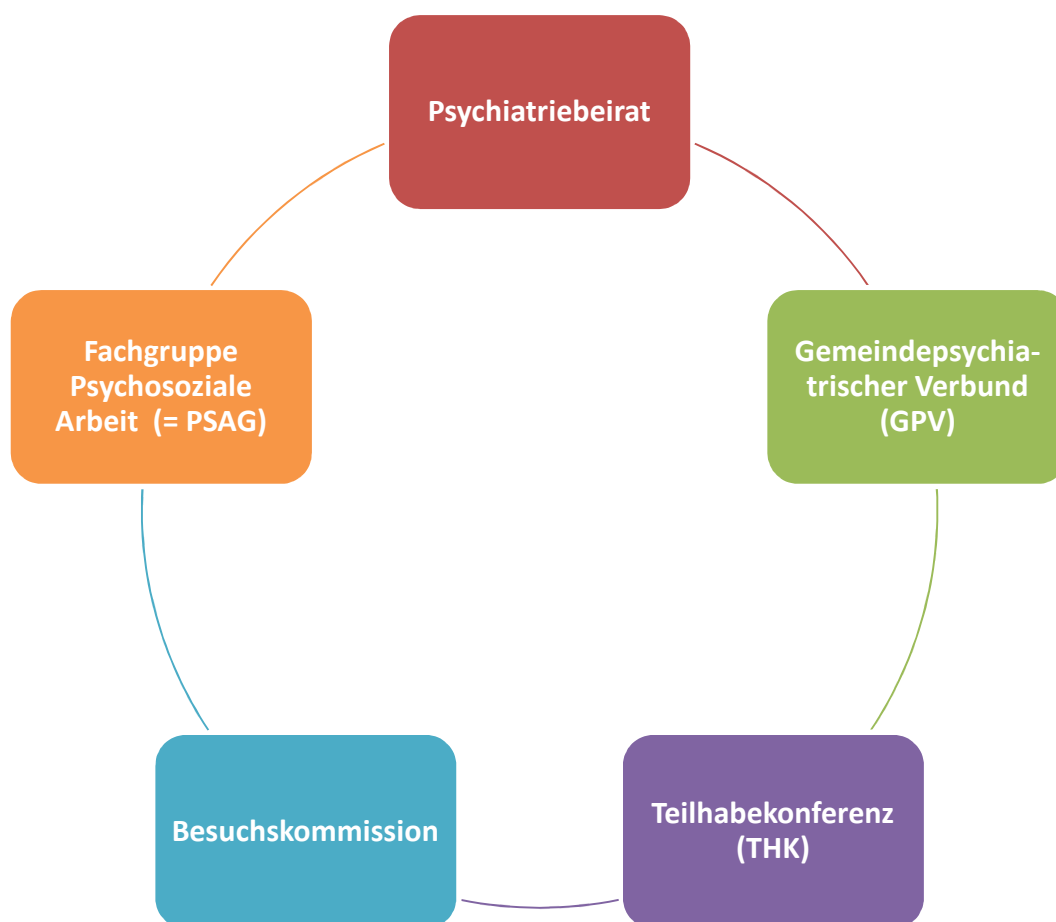 Psychiatriebeirat
Gemeindepsychia-
trischer Verbund
(GPV)
Teilhabekonferenz
(THK)
Besuchskommission
Fachgruppe
Psychosoziale
Arbeit (= PSAG)